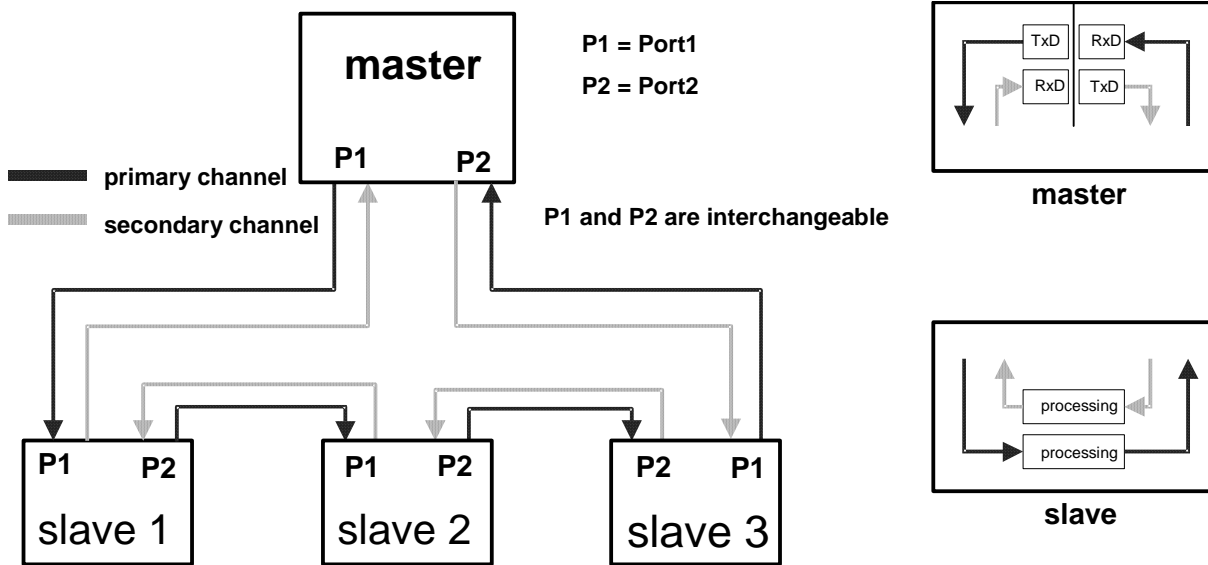 master
P1
P2
P1 = Port1
P2 = Port2
primary channel
secondary channel
P1 and P2 are interchangeable
TxD
RxD
RxD
TxD
master
P1
P2
slave 1
P1
P2
slave 2
P2
P1
slave 3
processing
processing
slave